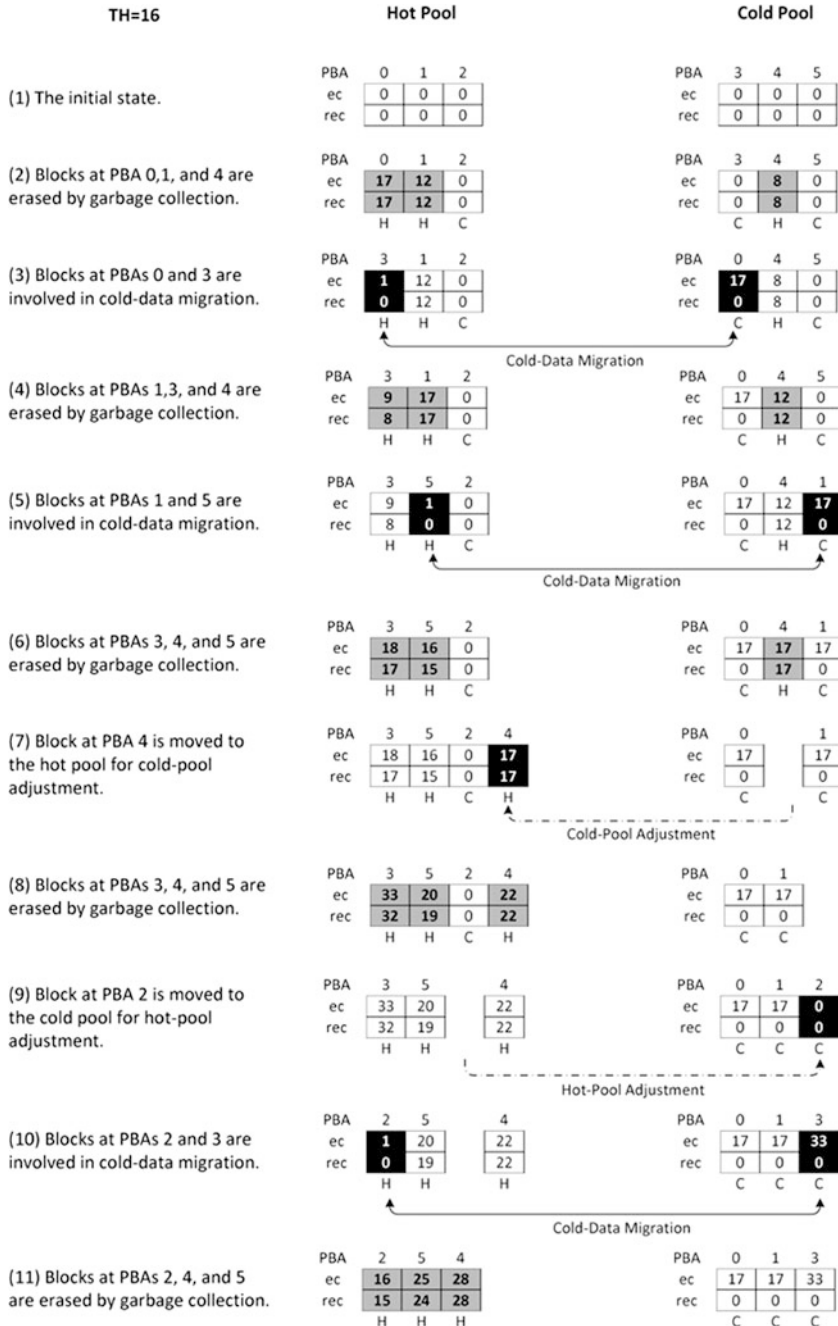 TH=16 Hot Pool Cold Pool
(1) The initial state.
PBA 0 1 2 PBA 3 4 5
ec 0 0 0 ec 0 0 0
rec 0 0 0 rec 0 0 0
(2) Blocks at PBA 0,1, and 4 are
erased by garbage collection.
PBA 0 1 2 PBA 3 4 5
ec 17 12 0 ec 0 8 0
rec 17 12 0 rec 0 8 0
H H C C H C
(3) Blocks at PBAs 0 and 3 are
involved in cold-data migration.
PBA 3 1 2 PBA 0 4 5
ec 1 12 0 ec 17 8 0
rec 0 12 0 rec 0 8 0
H H C C H C
Cold-Data Migration
(4) Blocks at PBAs 1,3, and 4 are
erased by garbage collection.
PBA 3 1 2 PBA 0 4 5
ec 9 17 0 ec 17 12 0
rec 8 17 0 rec 0 12 0
H H C C H C
(5) Blocks at PBAs 1 and 5 are
involved in cold-data migration.
PBA 3 5 2 PBA 0 4 1
ec 9 1 0 ec 17 12 17
rec 8 0 0 rec 0 12 0
H H C C H C
Cold-Data Migration
(6) Blocks at PBAs 3, 4, and 5 are
erased by garbage collection.
PBA 3 5 2 PBA 0 4 1
ec 18 16 0 ec 17 17 17
rec 17 15 0 rec 0 17 0
H H C C H C
(7) Block at PBA 4 is moved to
the hot pool for cold-pool
adjustment.
PBA 3 5 2 4 PBA 0 1
ec 18 16 0 17 ec 17 17
rec 17 15 0 17 rec 0 0
H H C H C C
Cold-Pool Adjustment
(8) Blocks at PBAs 3, 4, and 5 are
erased by garbage collection.
PBA 3 5 2 4 PBA 0 1
ec 33 20 0 22 ec 17 17
rec 32 19 0 22 rec 0 0
H H C H C C
(9) Block at PBA 2 is moved to
the cold pool for hot-pool
adjustment.
PBA 3 5 4 PBA 0 1 2
ec 33 20 22 ec 17 17 0
rec 32 19 22 rec 0 0 0
H H H C C C
Hot-Pool Adjustment
(10) Blocks at PBAs 2 and 3 are
involved in cold-data migration.
PBA 2 5 4 PBA 0 1 3
ec 1 20 22 ec 17 17 33
rec 0 19 22 rec 0 0 0
H H H C C C
Cold-Data Migration
(11) Blocks at PBAs 2, 4, and 5
are erased by garbage collection.
PBA 2 5 4 PBA 0 1 3
ec 16 25 28 ec 17 17 33
rec 15 24 28 rec 0 0 0
H H H C C C